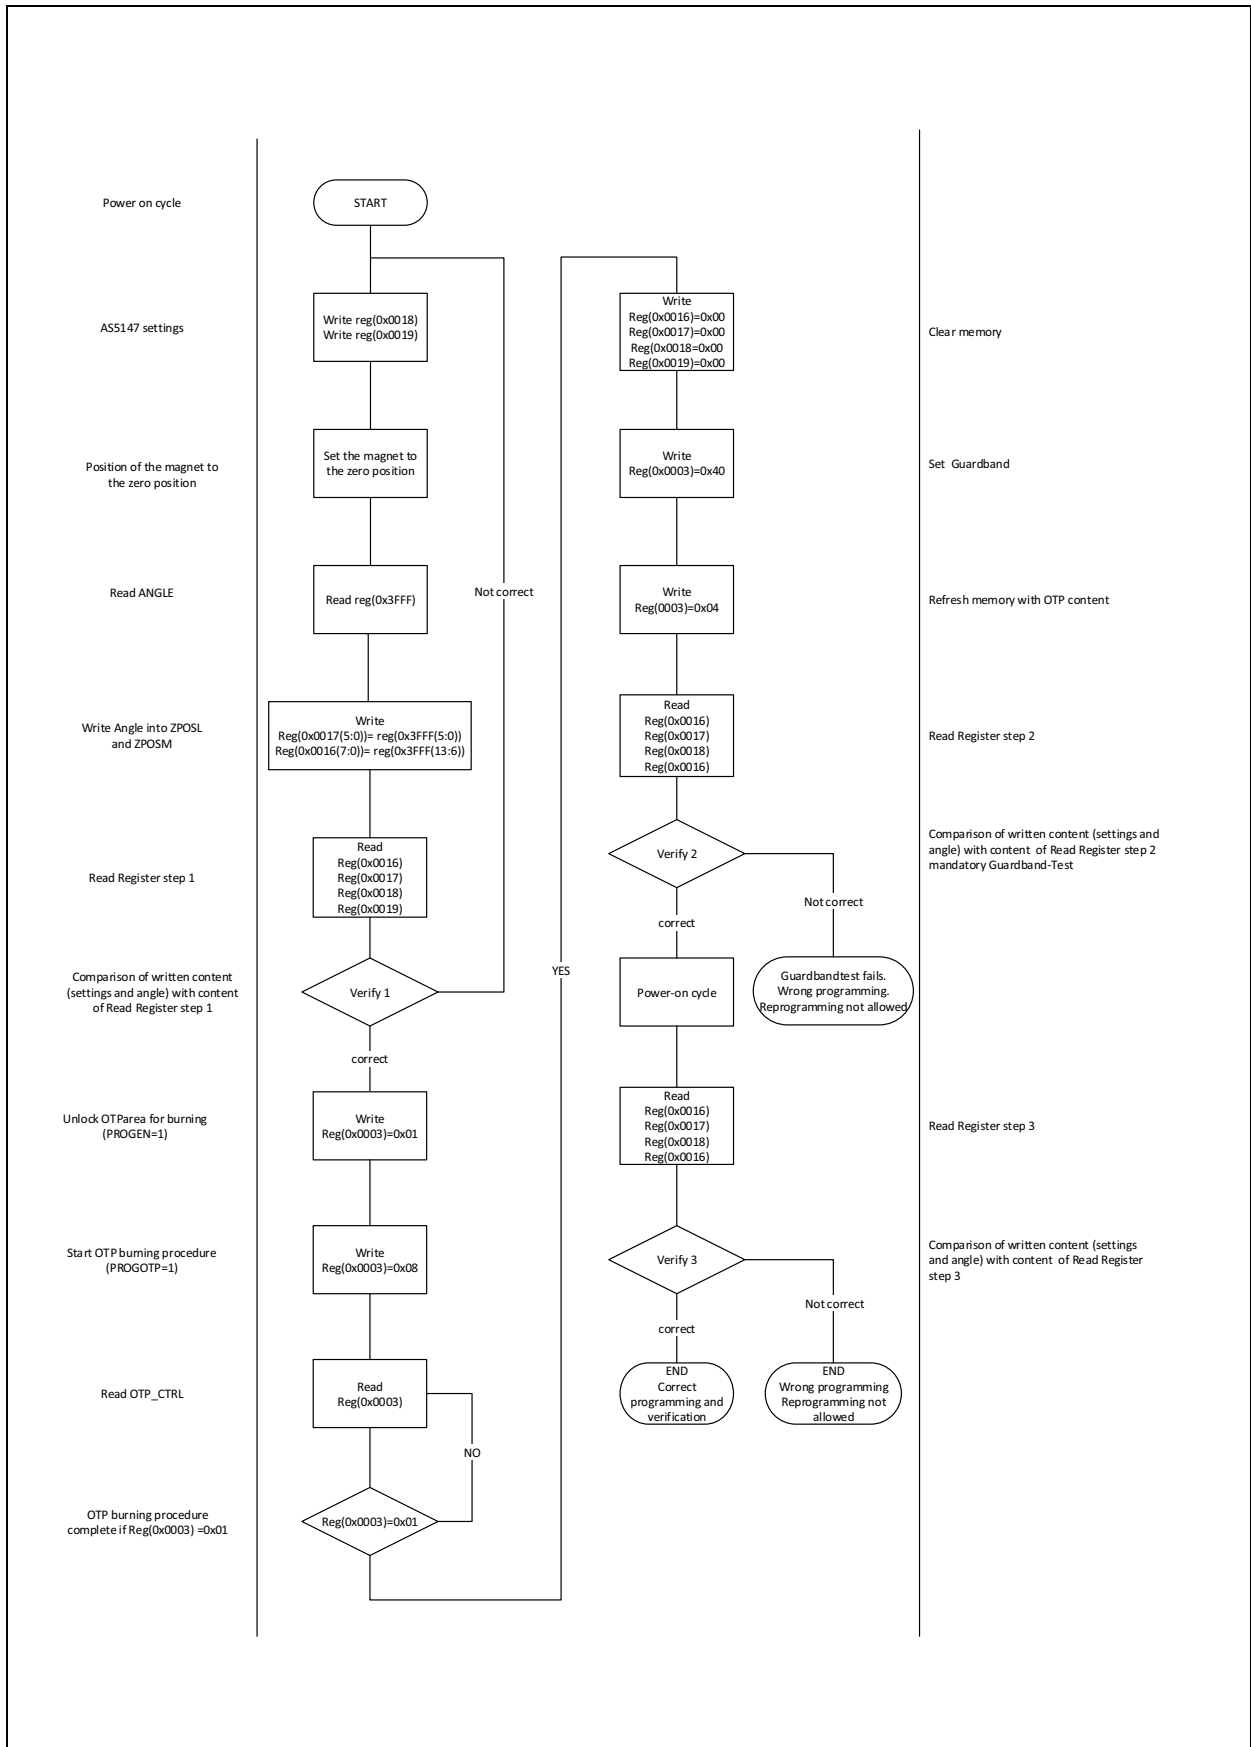 Power on cycle
START
AS5147 settings
Write reg(0x0018)
Write reg(0x0019)
Position of the magnet to
the zero position
Set the magnet to
the zero position
Read ANGLE
Read reg(0x3FFF)
Not correct
Write Angle into ZPOSL
and ZPOSM
Write
Reg(0x0017(5:0))= reg(0x3FFF(5:0))
Reg(0x0016(7:0))= reg(0x3FFF(13:6))
Read Register step 1
Read
Reg(0x0016)
Reg(0x0017)
Reg(0x0018)
Reg(0x0019)
Comparison of written content
(settings and angle) with content
of Read Register step 1
Verify 1
correct
Unlock OTParea for burning
(PROGEN=1)
Write
Reg(0x0003)=0x01
Start OTP burning procedure
(PROGOTP=1)
Write
Reg(0x0003)=0x08
Read OTP_CTRL
Read
Reg(0x0003)
NO
OTP burning procedure
complete if Reg(0x0003) =0x01
Reg(0x0003)=0x01
YES
Write
Reg(0x0016)=0x00
Reg(0x0017)=0x00
Reg(0x0018=0x00
Reg(0x0019)=0x00
Clear memory
Write
Reg(0x0003)=0x40
Set Guardband
Write
Reg(0003)=0x04
Refresh memory with OTP content
Read
Reg(0x0016)
Reg(0x0017)
Reg(0x0018)
Reg(0x0016)
Read Register step 2
Verify 2
Comparison of written content (settings and
angle) with content of Read Register step 2
mandatory Guardband-Test
Not correct
correct
Guardbandtest fails.
Wrong programming.
Reprogramming not allowed
Power-on cycle
Read
Reg(0x0016)
Reg(0x0017)
Reg(0x0018)
Reg(0x0016)
Read Register step 3
Verify 3
Comparison of written content (settings
and angle) with content of Read Register
step 3
Not correct
correct
END
Correct
programming and
verification
END
Wrong programming
Reprogramming not
allowed